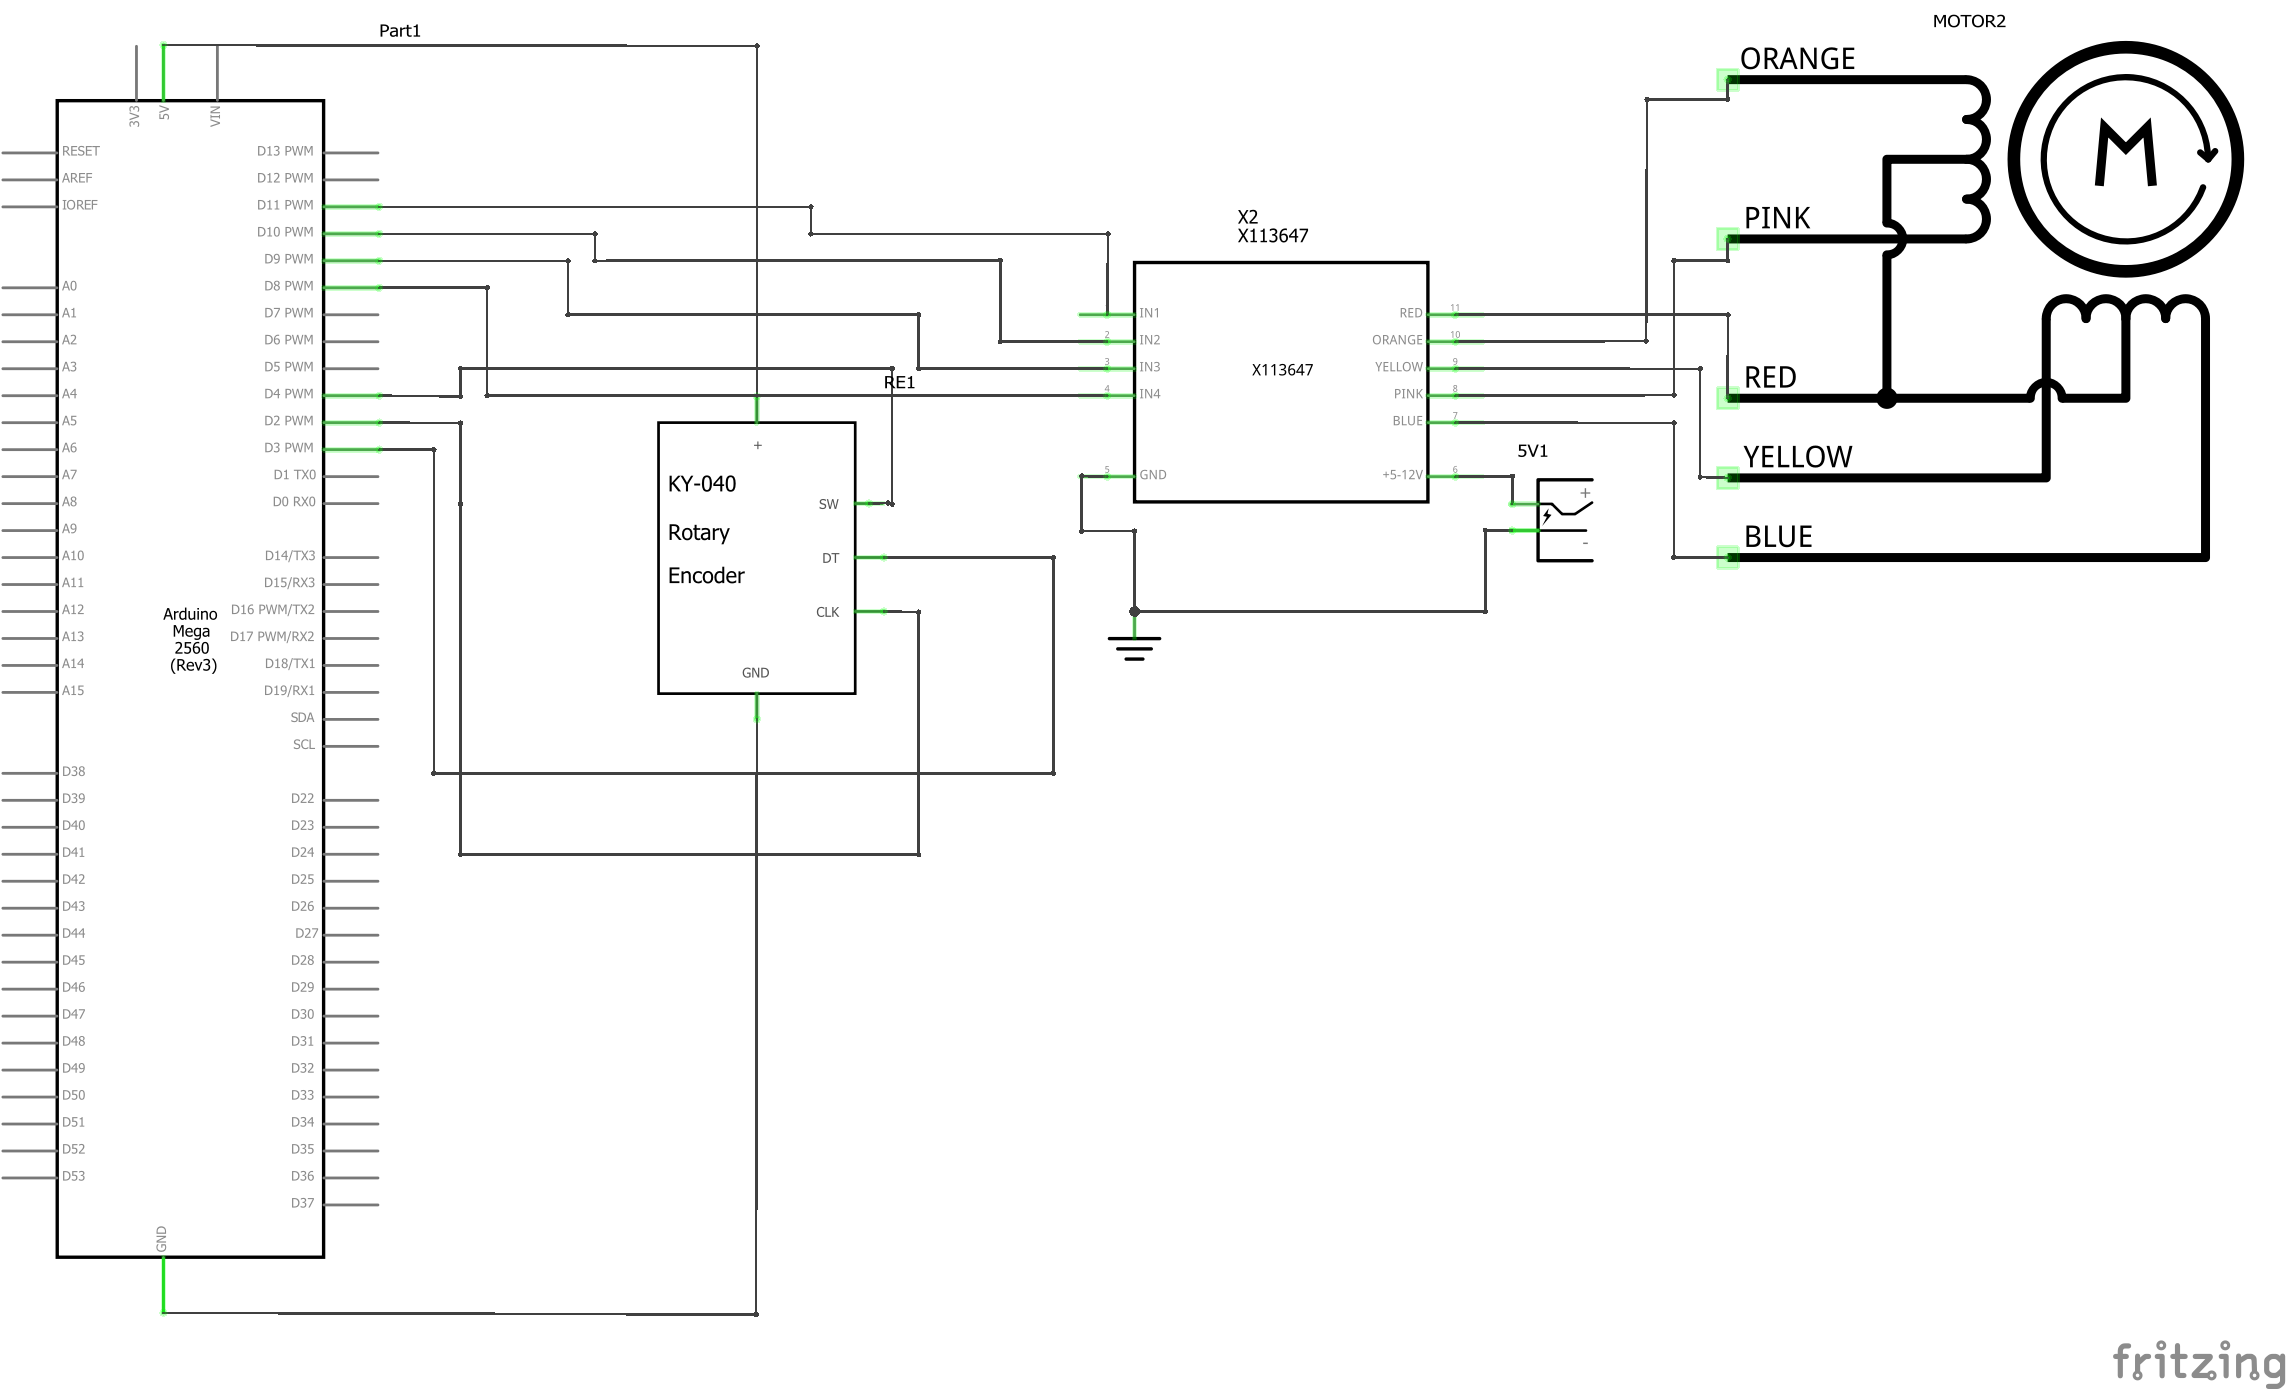 Part1
3V3
5V
VIN
RESET
AREF
IOREF
A0
A1
A2
A3
A4
A5
A6
A7
A8
A9
A10
A11
A12
A13
A14
A15
D38
D39
D40
D41
D42
D43
D44
D45
D46
D47
D48
D49
D50
D51
D52
D53
Arduino
Mega
2560
(Rev3)
D13 PWM
D12 PWM
D11 PWM
D10 PWM
D9 PWM
D8 PWM
D7 PWM
D6 PWM
D5 PWM
D4 PWM
D2 PWM
D3 PWM
D1 TX0
D0 RX0
D14/TX3
D15/RX3
D16 PWM/TX2
D17 PWM/RX2
D18/TX1
D19/RX1
SDA
SCL
D22
D23
D24
D25
D26
D27
D28
D29
D30
D31
D32
D33
D34
D35
D36
D37
GND
RE1
+
KY-040
Rotary
Encoder
SW
DT
CLK
GND
X2
X113647
X113647
IN1
2 IN2
3 IN3
4 IN4
5 GND
RED 11
ORANGE 10
YELLOW 9
PINK 8
BLUE 7
+5-12V 6
5V1
+
-
MOTOR2
ORANGE
PINK
RED
YELLOW
BLUE
M
fritzing